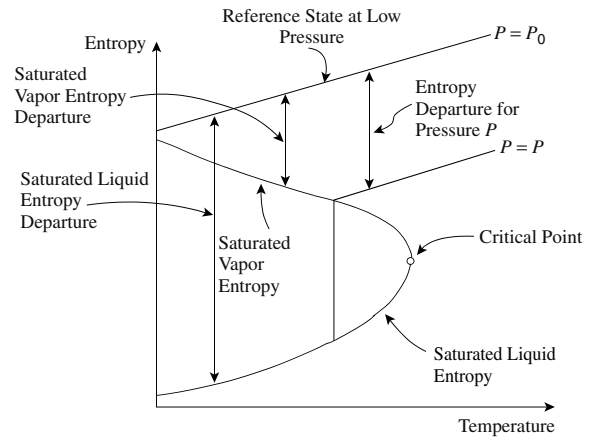 Reference State at Low
Pressure
P = P0
Entropy
Saturated
Vapor Entropy
Departure
Entropy
Departure for
Pressure P
P = P
Saturated Liquid
Entropy
Departure
Saturated
Vapor
Entropy
Critical Point
Saturated Liquid
Entropy
Temperature